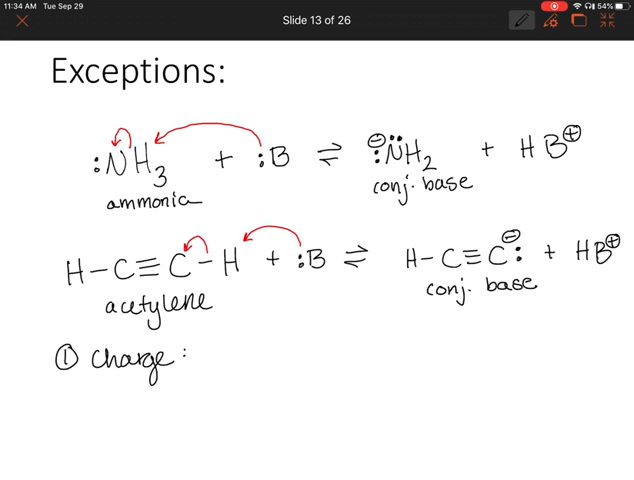 11:34 AM Tue Sep 29
54%
Slide 13 of 26
Exceptions:
:NH₃ + :B ⇌ ⊖:N̈H₂ + HB⊕
ammonia conj. base
H–C≡C–H + :B ⇌ H–C≡C:⊖ + HB⊕
acetylene conj. base
① charge: